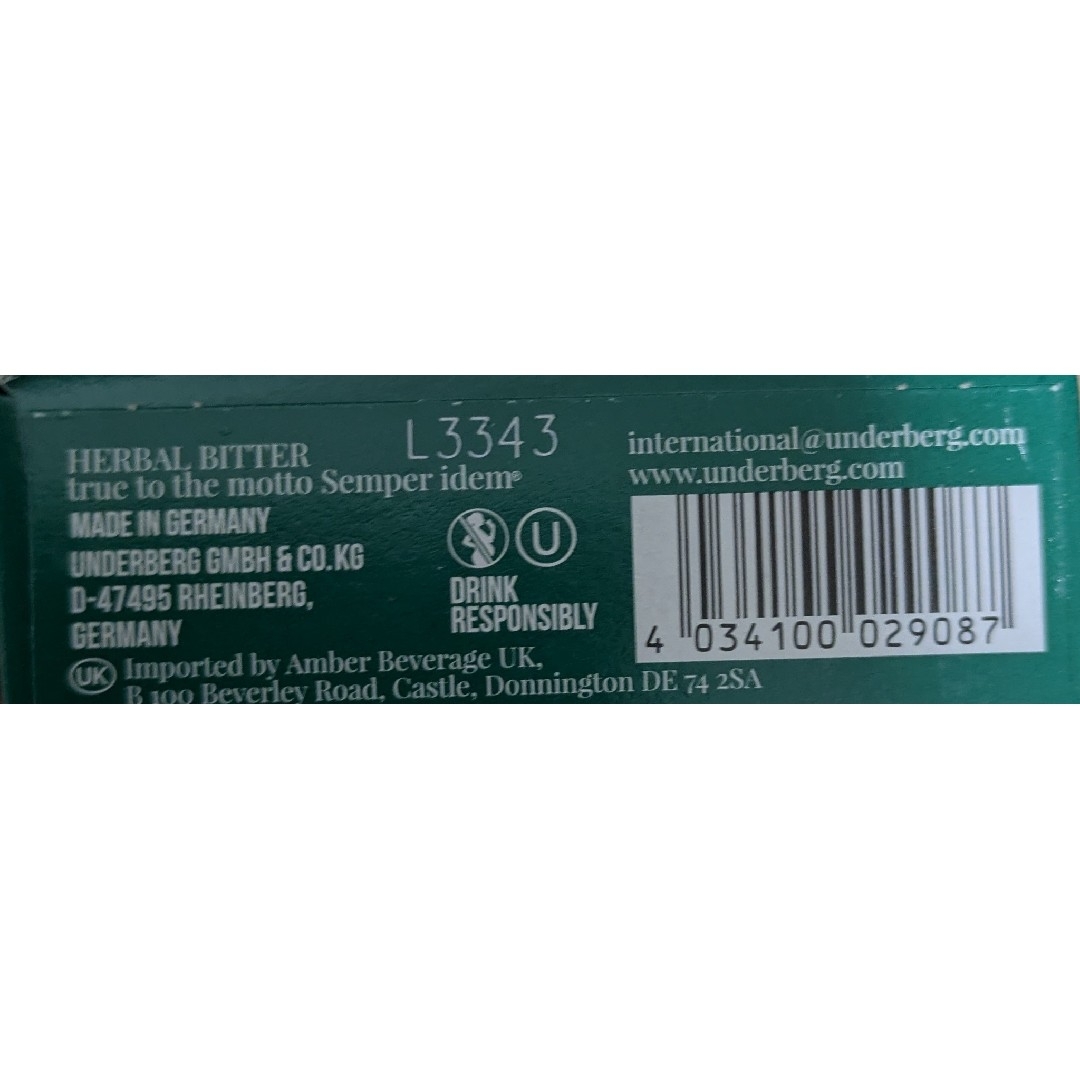 HERBAL BITTER
true to the motto Semper idem®
L3343
MADE IN GERMANY
UNDERBERG GMBH & CO.KG
D-47495 RHEINBERG,
GERMANY
U
DRINK
RESPONSIBLY
UK Imported by Amber Beverage UK,
B 100 Beverley Road, Castle, Donnington DE 74 2SA
international@underberg.com
www.underberg.com
4 034100 029087